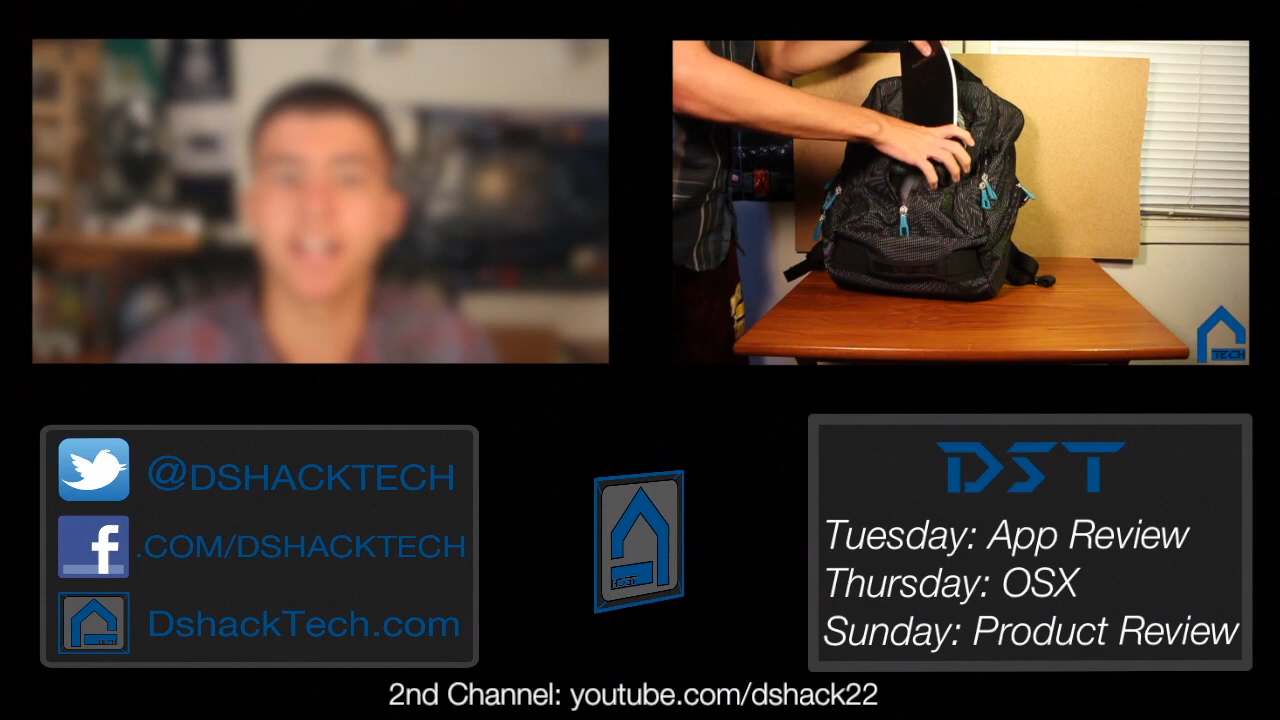 TECH
@DSHACKTECH
.COM/DSHACKTECH
DshackTech.com
DST
Tuesday: App Review
Thursday: OSX
Sunday: Product Review
2nd Channel: youtube.com/dshack22